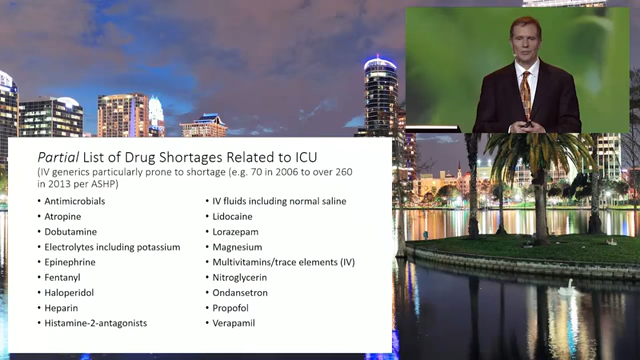 Partial List of Drug Shortages Related to ICU
(IV generics particularly prone to shortage (e.g. 70 in 2006 to over 260
in 2013 per ASHP)
• Antimicrobials
• Atropine
• Dobutamine
• Electrolytes including potassium
• Epinephrine
• Fentanyl
• Haloperidol
• Heparin
• Histamine-2-antagonists
• IV fluids including normal saline
• Lidocaine
• Lorazepam
• Magnesium
• Multivitamins/trace elements (IV)
• Nitroglycerin
• Ondansetron
• Propofol
• Verapamil